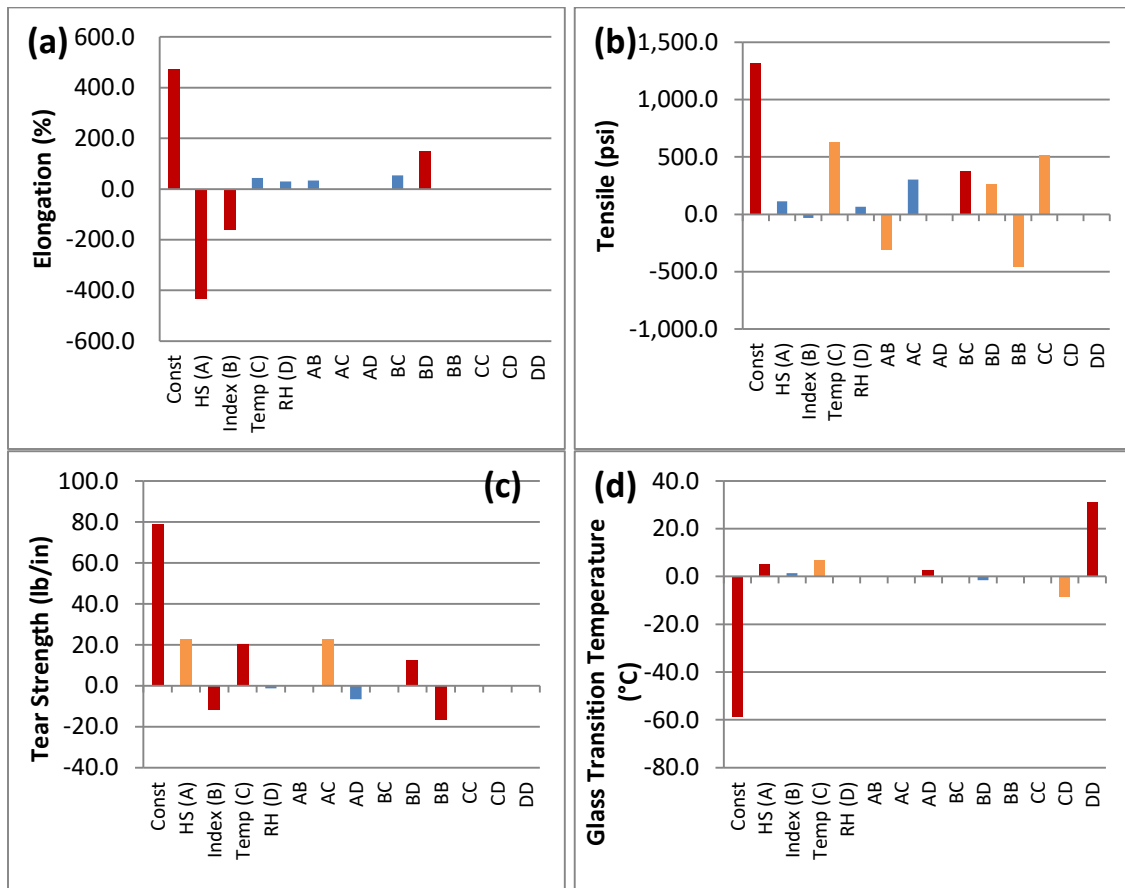 (a)
Elongation (%)
600.0
400.0
200.0
0.0
-200.0
-400.0
-600.0
Const
HS (A)
Index (B)
Temp (C)
RH (D)
AB
AC
AD
BC
BD
BB
CC
CD
DD
(b)
Tensile (psi)
1,500.0
1,000.0
500.0
0.0
-500.0
-1,000.0
Const
HS (A)
Index (B)
Temp (C)
RH (D)
AB
AC
AD
BC
BD
BB
CC
CD
DD
(c)
Tear Strength (lb/in)
100.0
80.0
60.0
40.0
20.0
0.0
-20.0
-40.0
Const
HS (A)
Index (B)
Temp (C)
RH (D)
AB
AC
AD
BC
BD
BB
CC
CD
DD
(d)
Glass Transition Temperature
(°C)
40.0
20.0
0.0
-20.0
-40.0
-60.0
-80.0
Const
HS (A)
Index (B)
Temp (C)
RH (D)
AB
AC
AD
BC
BD
BB
CC
CD
DD